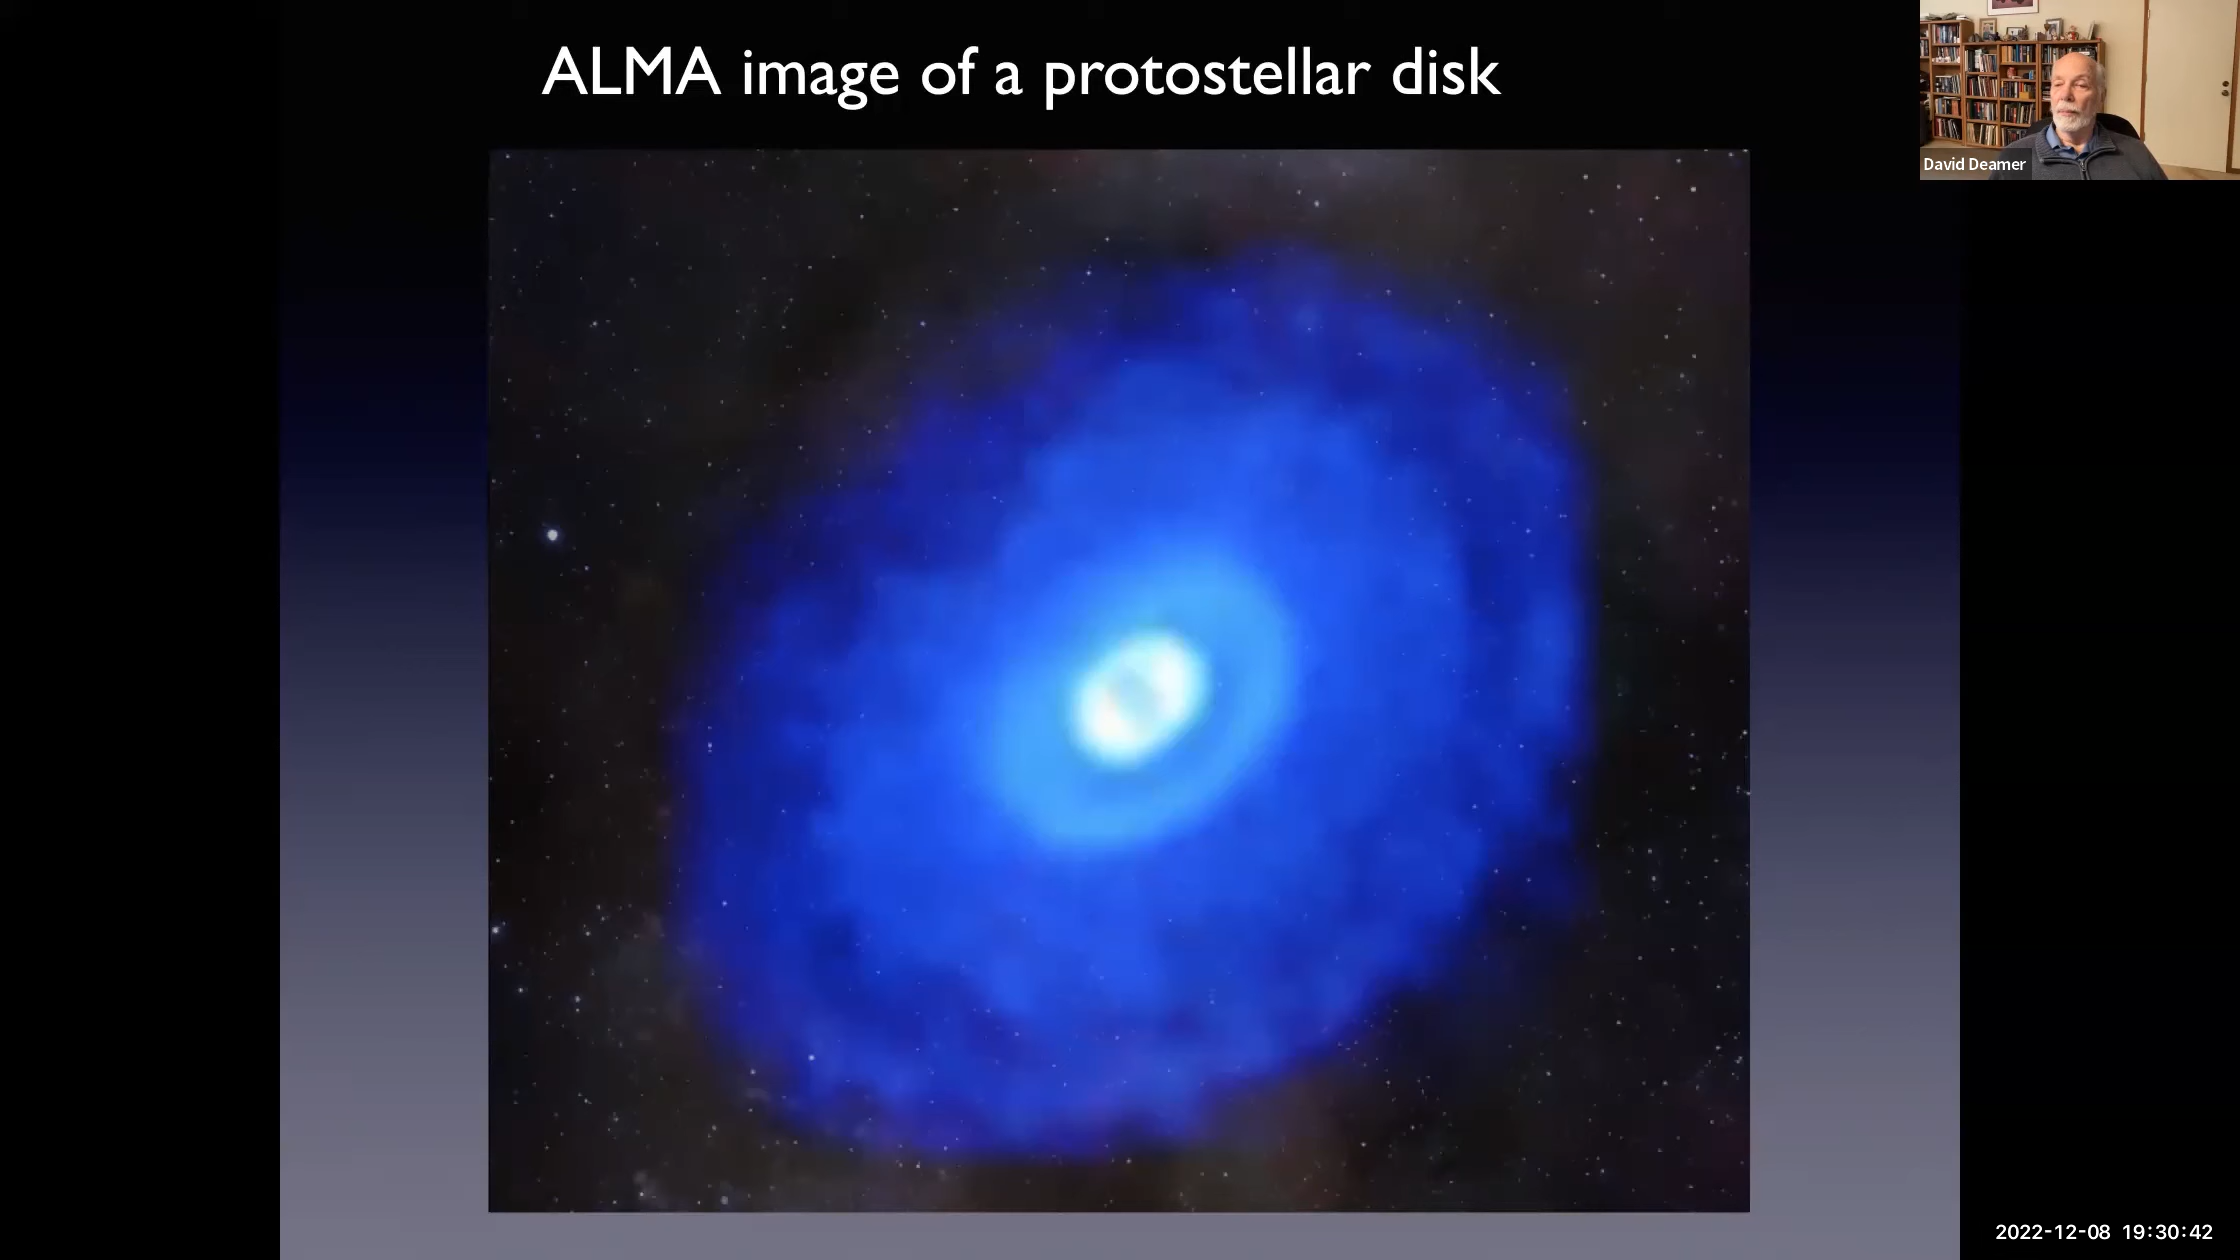 ALMA image of a protostellar disk
David Deamer
2022-12-08 19:30:42